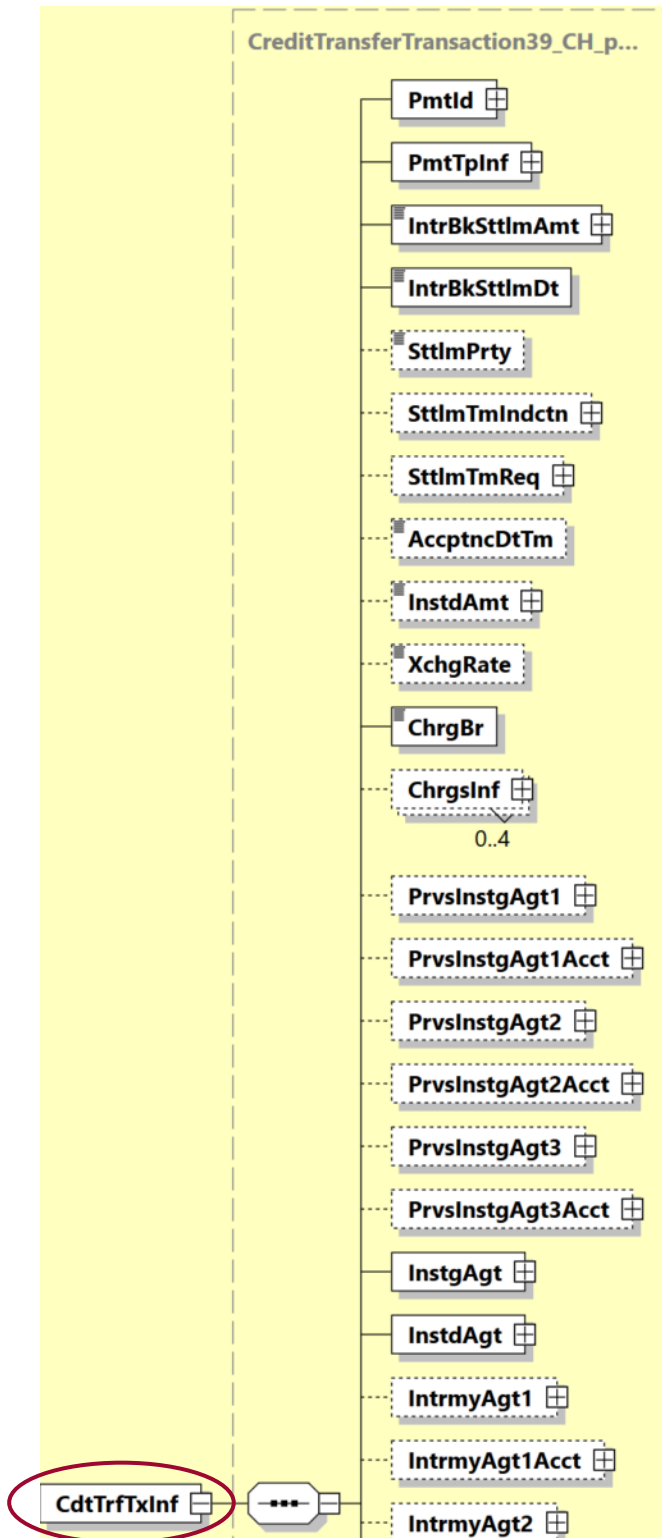 CreditTransferTransaction39_CH_p...
PmtId
PmtTpInf
IntrBkSttlmAmt
IntrBkSttlmDt
SttlmPrty
SttlmTmIndctn
SttlmTmReq
AccptncDtTm
InstdAmt
XchgRate
ChrgBr
ChrgsInf
0..4
PrvsInstgAgt1
PrvsInstgAgt1Acct
PrvsInstgAgt2
PrvsInstgAgt2Acct
PrvsInstgAgt3
PrvsInstgAgt3Acct
InstgAgt
InstdAgt
IntrmyAgt1
IntrmyAgt1Acct
CdtTrfTxInf
IntrmyAgt2